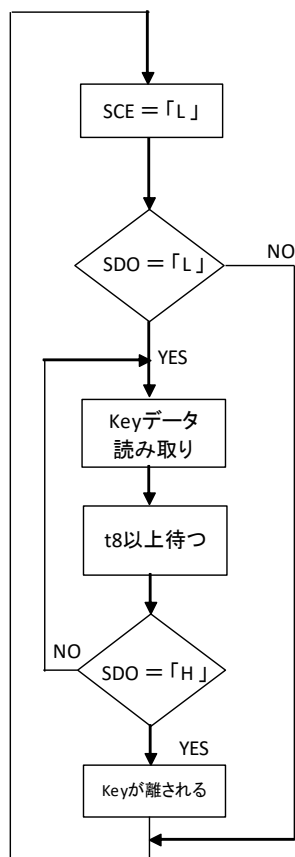 SCE = 「L」
SDO = 「L」
NO
YES
Keyデータ
読み取り
t8以上待つ
NO
SDO = 「H」
YES
Keyが離される